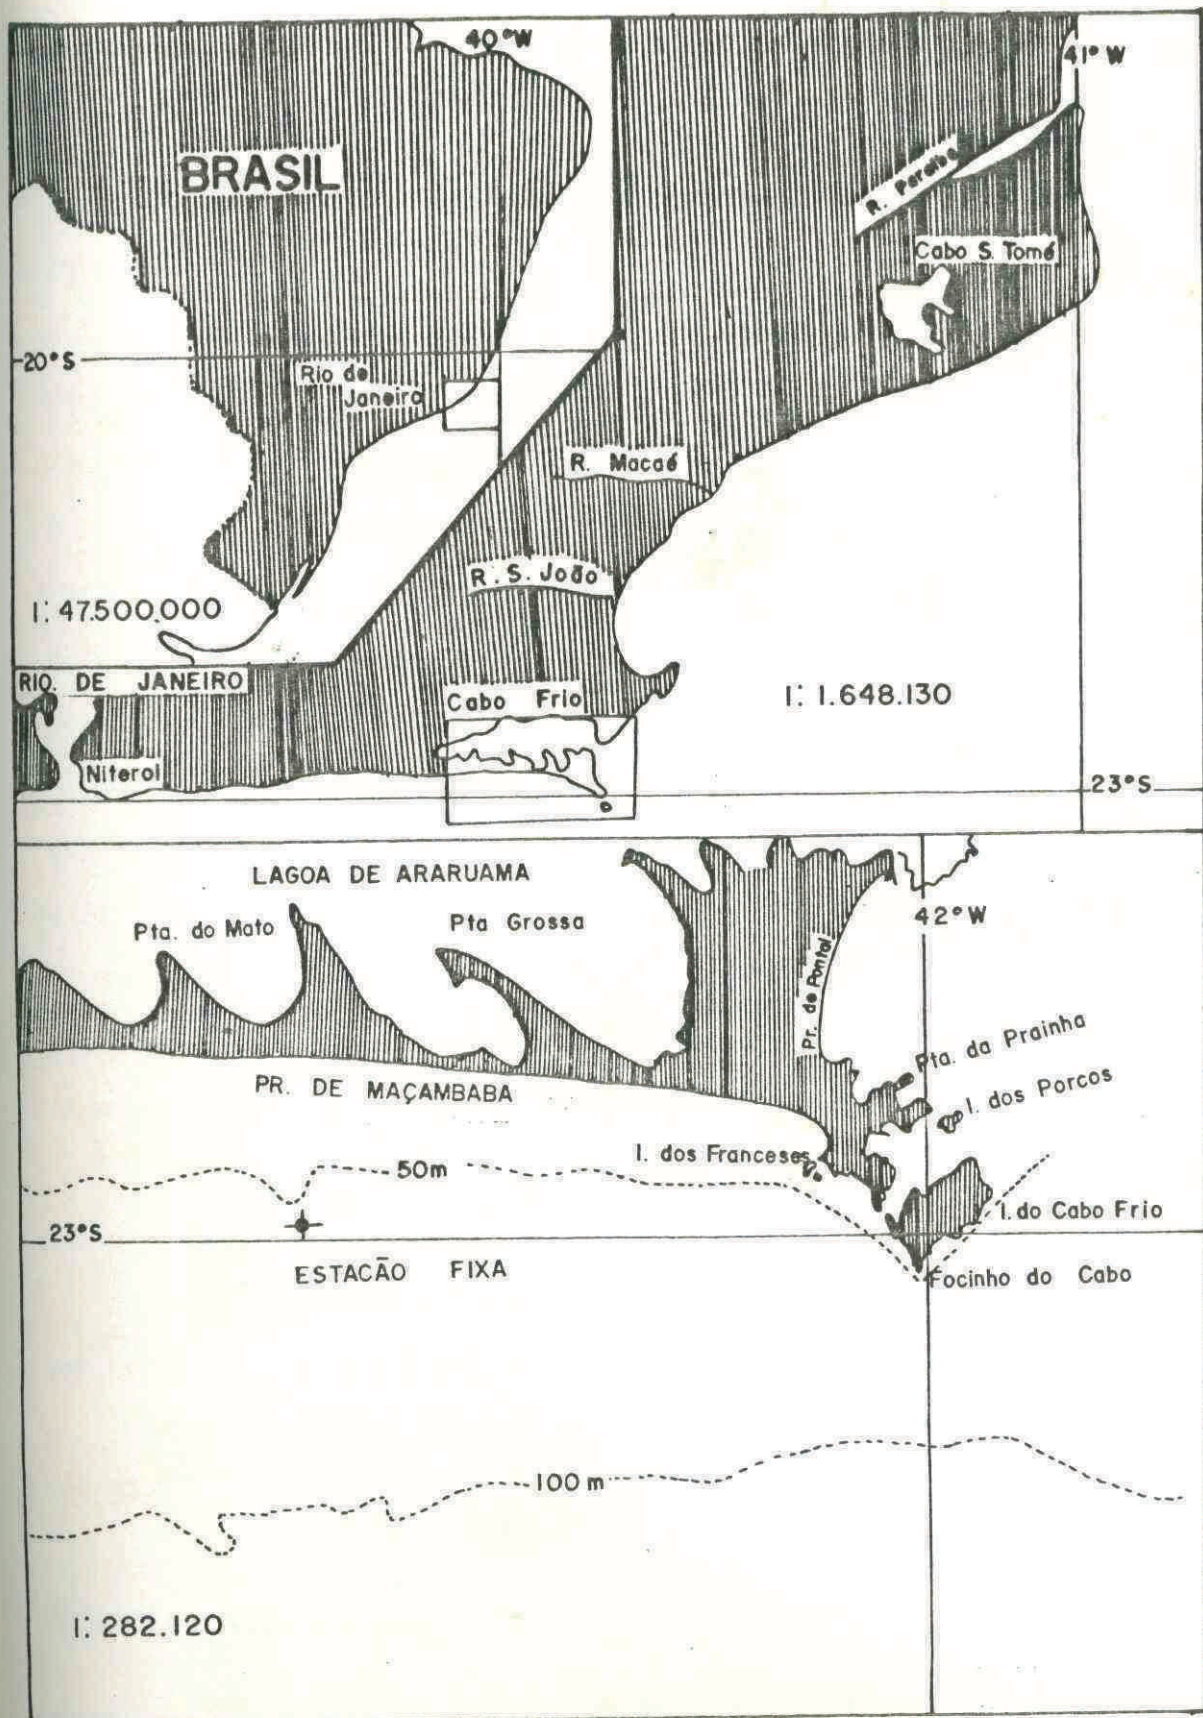 40°W
41° W
BRASIL
R. Paraiba
Cabo S. Tomé
20°S
Rio de
Janeiro
R. Macaé
R. S. João
1: 47.500.000
RIO. DE JANEIRO
Cabo Frio
1: 1.648.130
Niteroi
23°S
LAGOA DE ARARUAMA
42° W
Pta. do Mato
Pta Grossa
Pr. do Pontal
Pta. da Prainha
PR. DE MAÇAMBABA
I. dos Porcos
I. dos Franceses
50m
I. do Cabo Frio
23°S
ESTACÃO FIXA
Focinho do Cabo
100 m
1: 282.120